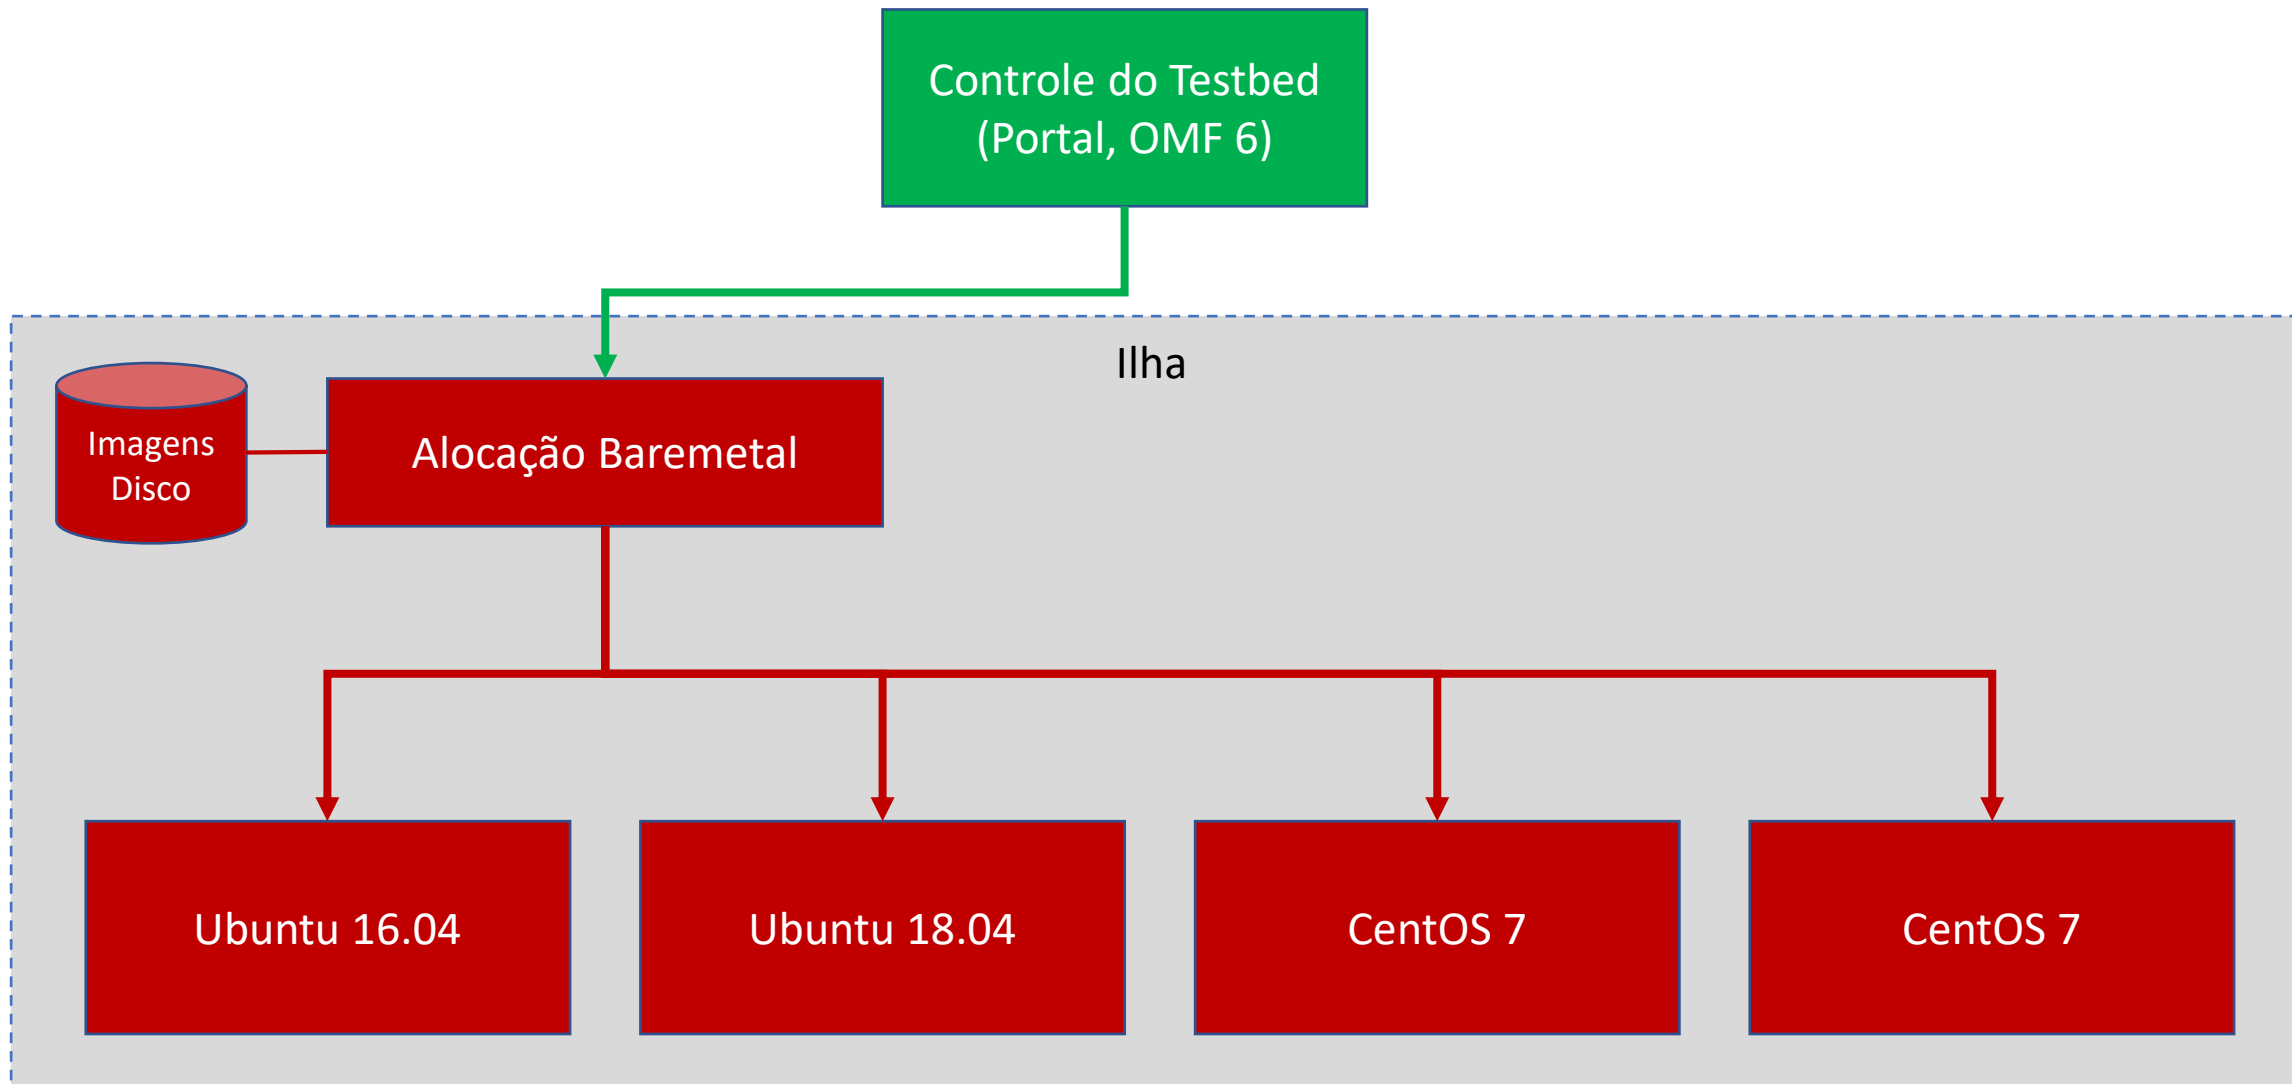 Controle do Testbed
(Portal, OMF 6)
Ilha
Imagens
Disco
Alocação Baremetal
Ubuntu 16.04
Ubuntu 18.04
CentOS 7
CentOS 7